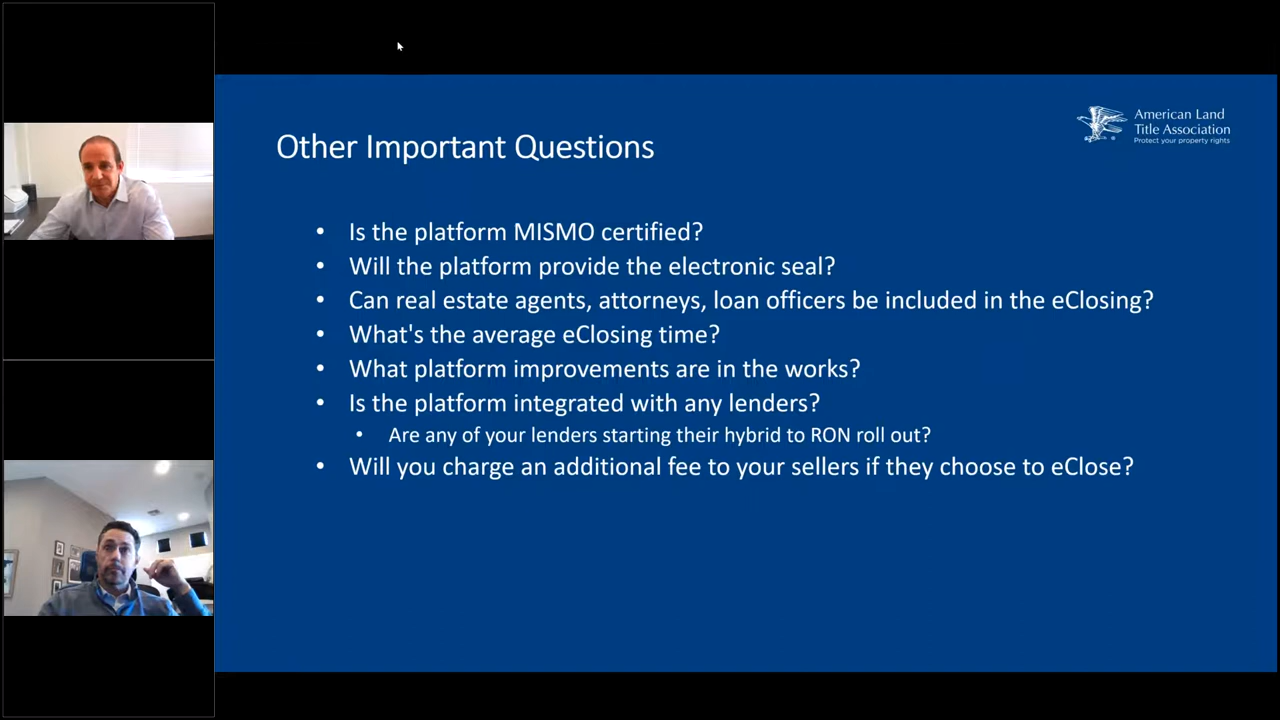 American Land
Title Association
Protect your property rights
Other Important Questions
• Is the platform MISMO certified?
• Will the platform provide the electronic seal?
• Can real estate agents, attorneys, loan officers be included in the eClosing?
• What's the average eClosing time?
• What platform improvements are in the works?
• Is the platform integrated with any lenders?
• Are any of your lenders starting their hybrid to RON roll out?
• Will you charge an additional fee to your sellers if they choose to eClose?